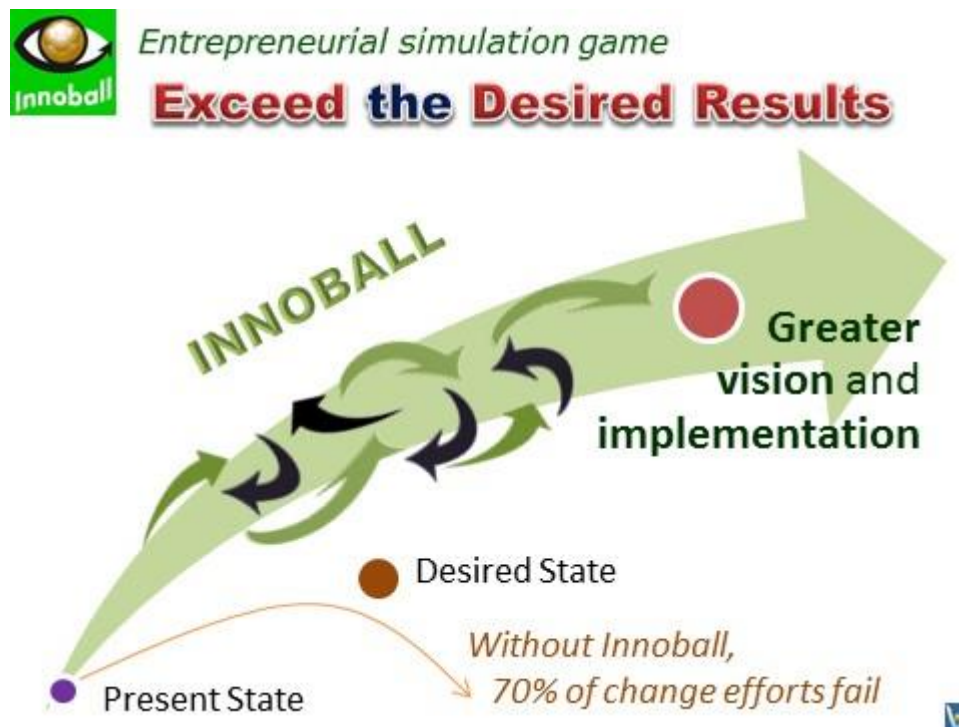 Innoball
Entrepreneurial simulation game
Exceed the Desired Results
INNOBALL
Greater
vision and
implementation
Desired State
Without Innoball,
70% of change efforts fail
Present State